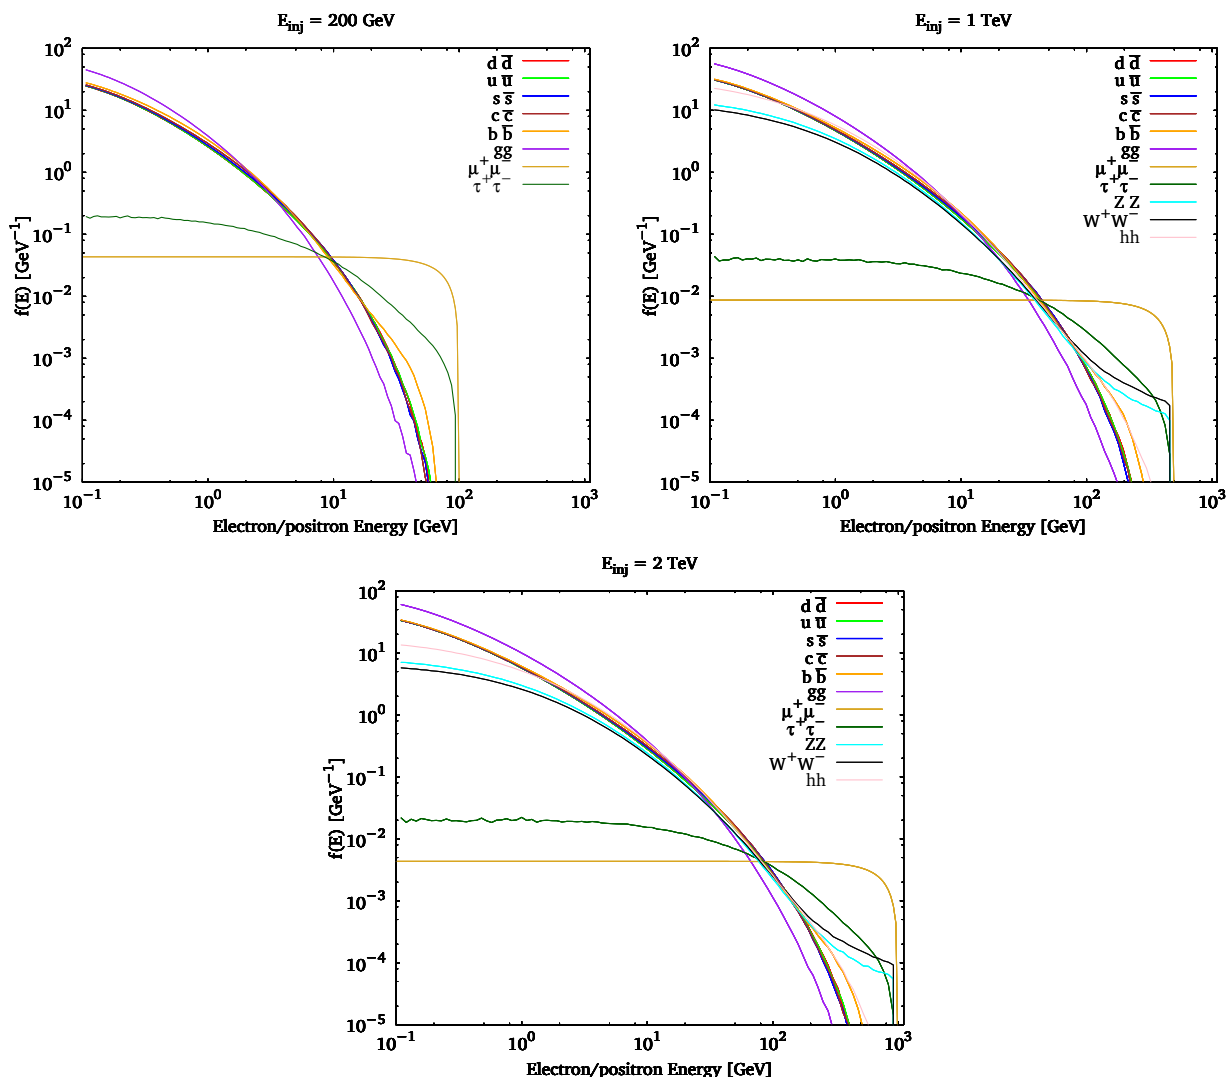 E_inj = 200 GeV
10^2
10^1
10^0
10^−1
10^−2
10^−3
10^−4
10^−5
f(E) [GeV^−1]
d d̅
u u̅
s s̅
c c̅
b b̅
gg
μ^+μ^−
τ^+τ^−
10^−1 10^0 10^1 10^2 10^3
Electron/positron Energy [GeV]
E_inj = 1 TeV
10^2
10^1
10^0
10^−1
10^−2
10^−3
10^−4
10^−5
f(E) [GeV^−1]
d d̅
u u̅
s s̅
c c̅
b b̅
gg
μ^+μ^−
τ^+τ^−
Z Z
W^+W^−
hh
10^−1 10^0 10^1 10^2 10^3
Electron/positron Energy [GeV]
E_inj = 2 TeV
10^2
10^1
10^0
10^−1
10^−2
10^−3
10^−4
10^−5
f(E) [GeV^−1]
d d̅
u u̅
s s̅
c c̅
b b̅
gg
μ^+μ^−
τ^+τ^−
ZZ
W^+W^−
hh
10^−1 10^0 10^1 10^2 10^3
Electron/positron Energy [GeV]